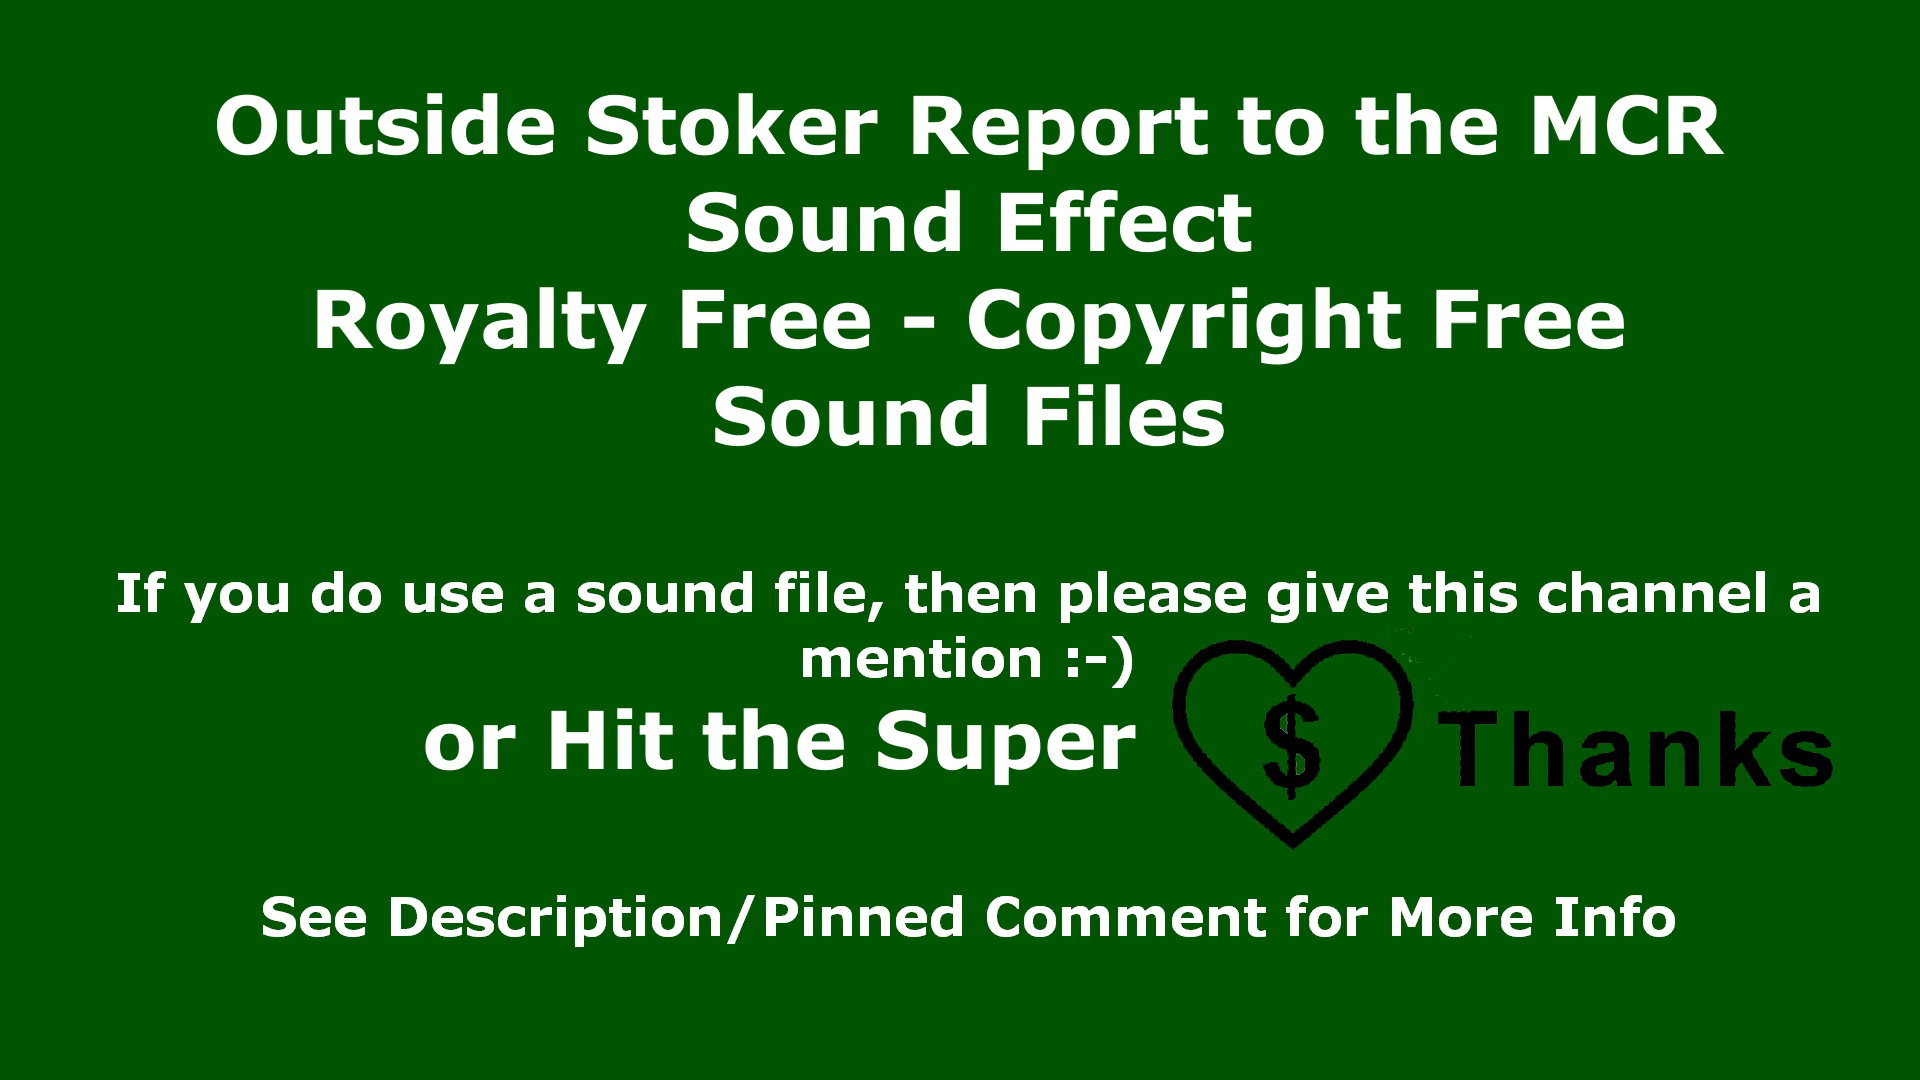 Outside Stoker Report to the MCR
Sound Effect
Royalty Free - Copyright Free
Sound Files
If you do use a sound file, then please give this channel a
mention :-)
or Hit the Super $ Thanks
See Description/Pinned Comment for More Info